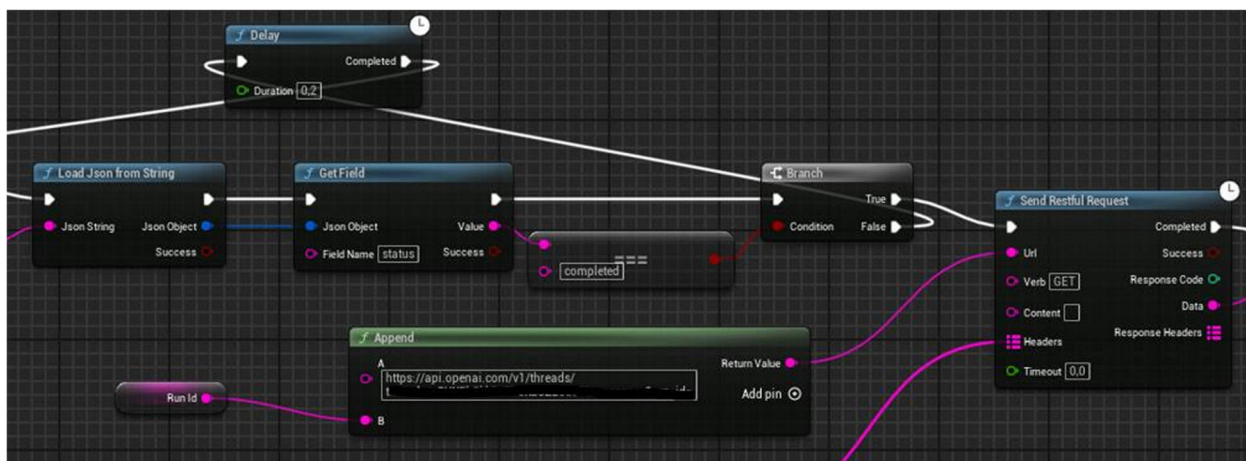 Delay
Completed
Duration 0,2
Load Json from String
Json String Json Object
Success
Get Field
Json Object Value
Field Name status Success
===
completed
Branch
True
Condition False
Send Restful Request
Completed
Url Success
Verb GET Response Code
Content Data
Headers Response Headers
Timeout 0,0
Append
A
https://api.openai.com/v1/threads/
Return Value
Add pin
B
Run Id